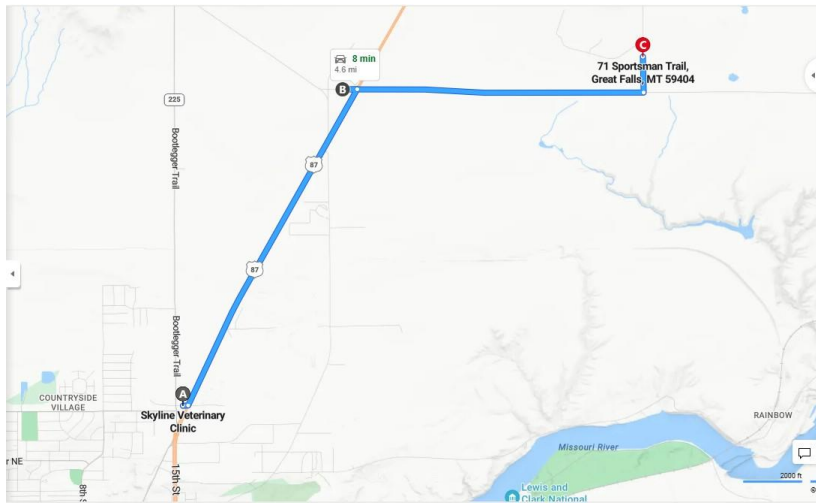 8 min
4.6 mi
C
71 Sportsman Trail,
Great Falls, MT 59404
B
225
Bootlegger Trail
87
87
Bootlegger Trail
A
COUNTRYSIDE
VILLAGE
Skyline Veterinary
Clinic
RAINBOW
Missouri River
r NE
15th St
8th S
2000 ft
Lewis and
Clark National